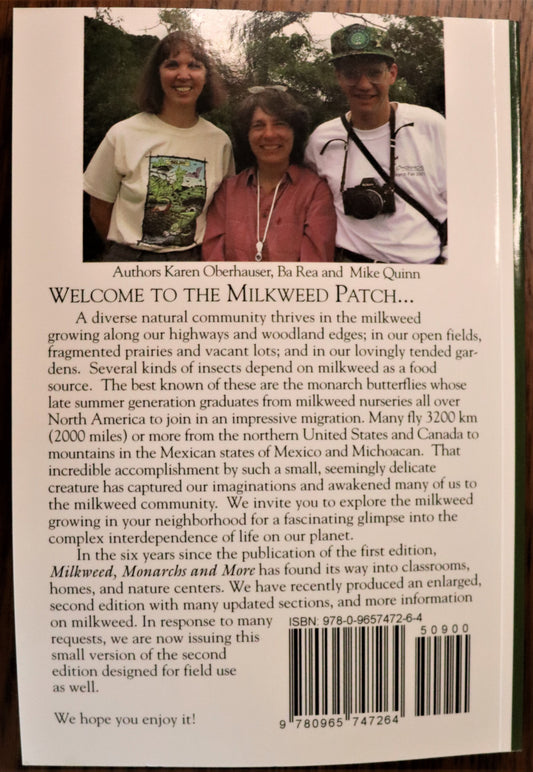 Authors Karen Oberhauser, Ba Rea and Mike Quinn
WELCOME TO THE MILKWEED PATCH...
A diverse natural community thrives in the milkweed
growing along our highways and woodland edges; in our open fields,
fragmented prairies and vacant lots; and in our lovingly tended gar-
dens. Several kinds of insects depend on milkweed as a food
source. The best known of these are the monarch butterflies whose
late summer generation graduates from milkweed nurseries all over
North America to join in an impressive migration. Many fly 3200 km
(2000 miles) or more from the northern United States and Canada to
mountains in the Mexican states of Mexico and Michoacan. That
incredible accomplishment by such a small, seemingly delicate
creature has captured our imaginations and awakened many of us to
the milkweed community. We invite you to explore the milkweed
growing in your neighborhood for a fascinating glimpse into the
complex interdependence of life on our planet.
In the six years since the publication of the first edition,
Milkweed, Monarchs and More has found its way into classrooms,
homes, and nature centers. We have recently produced an enlarged,
second edition with many updated sections, and more information
on milkweed. In response to many
requests, we are now issuing this
small version of the second
edition designed for field use
as well.
We hope you enjoy it!
ISBN: 978-0-9657472-6-4
50900
9 780965 747264